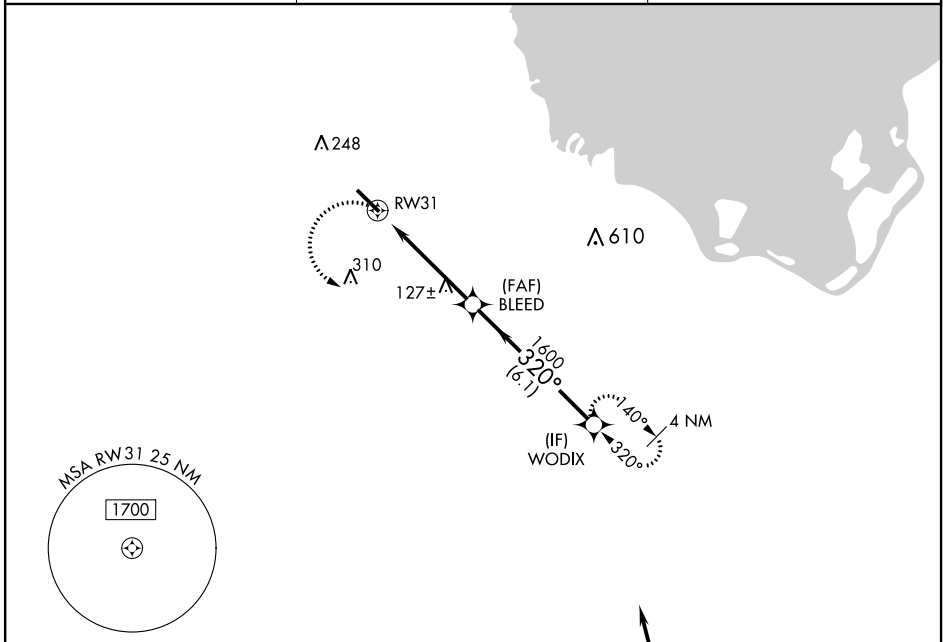 248
RW31
610
310
127±
(FAF)
BLEED
1600
320°
(6.1)
140°
4 NM
320°
(IF)
WODIX
MSA RW31 25 NM
1700